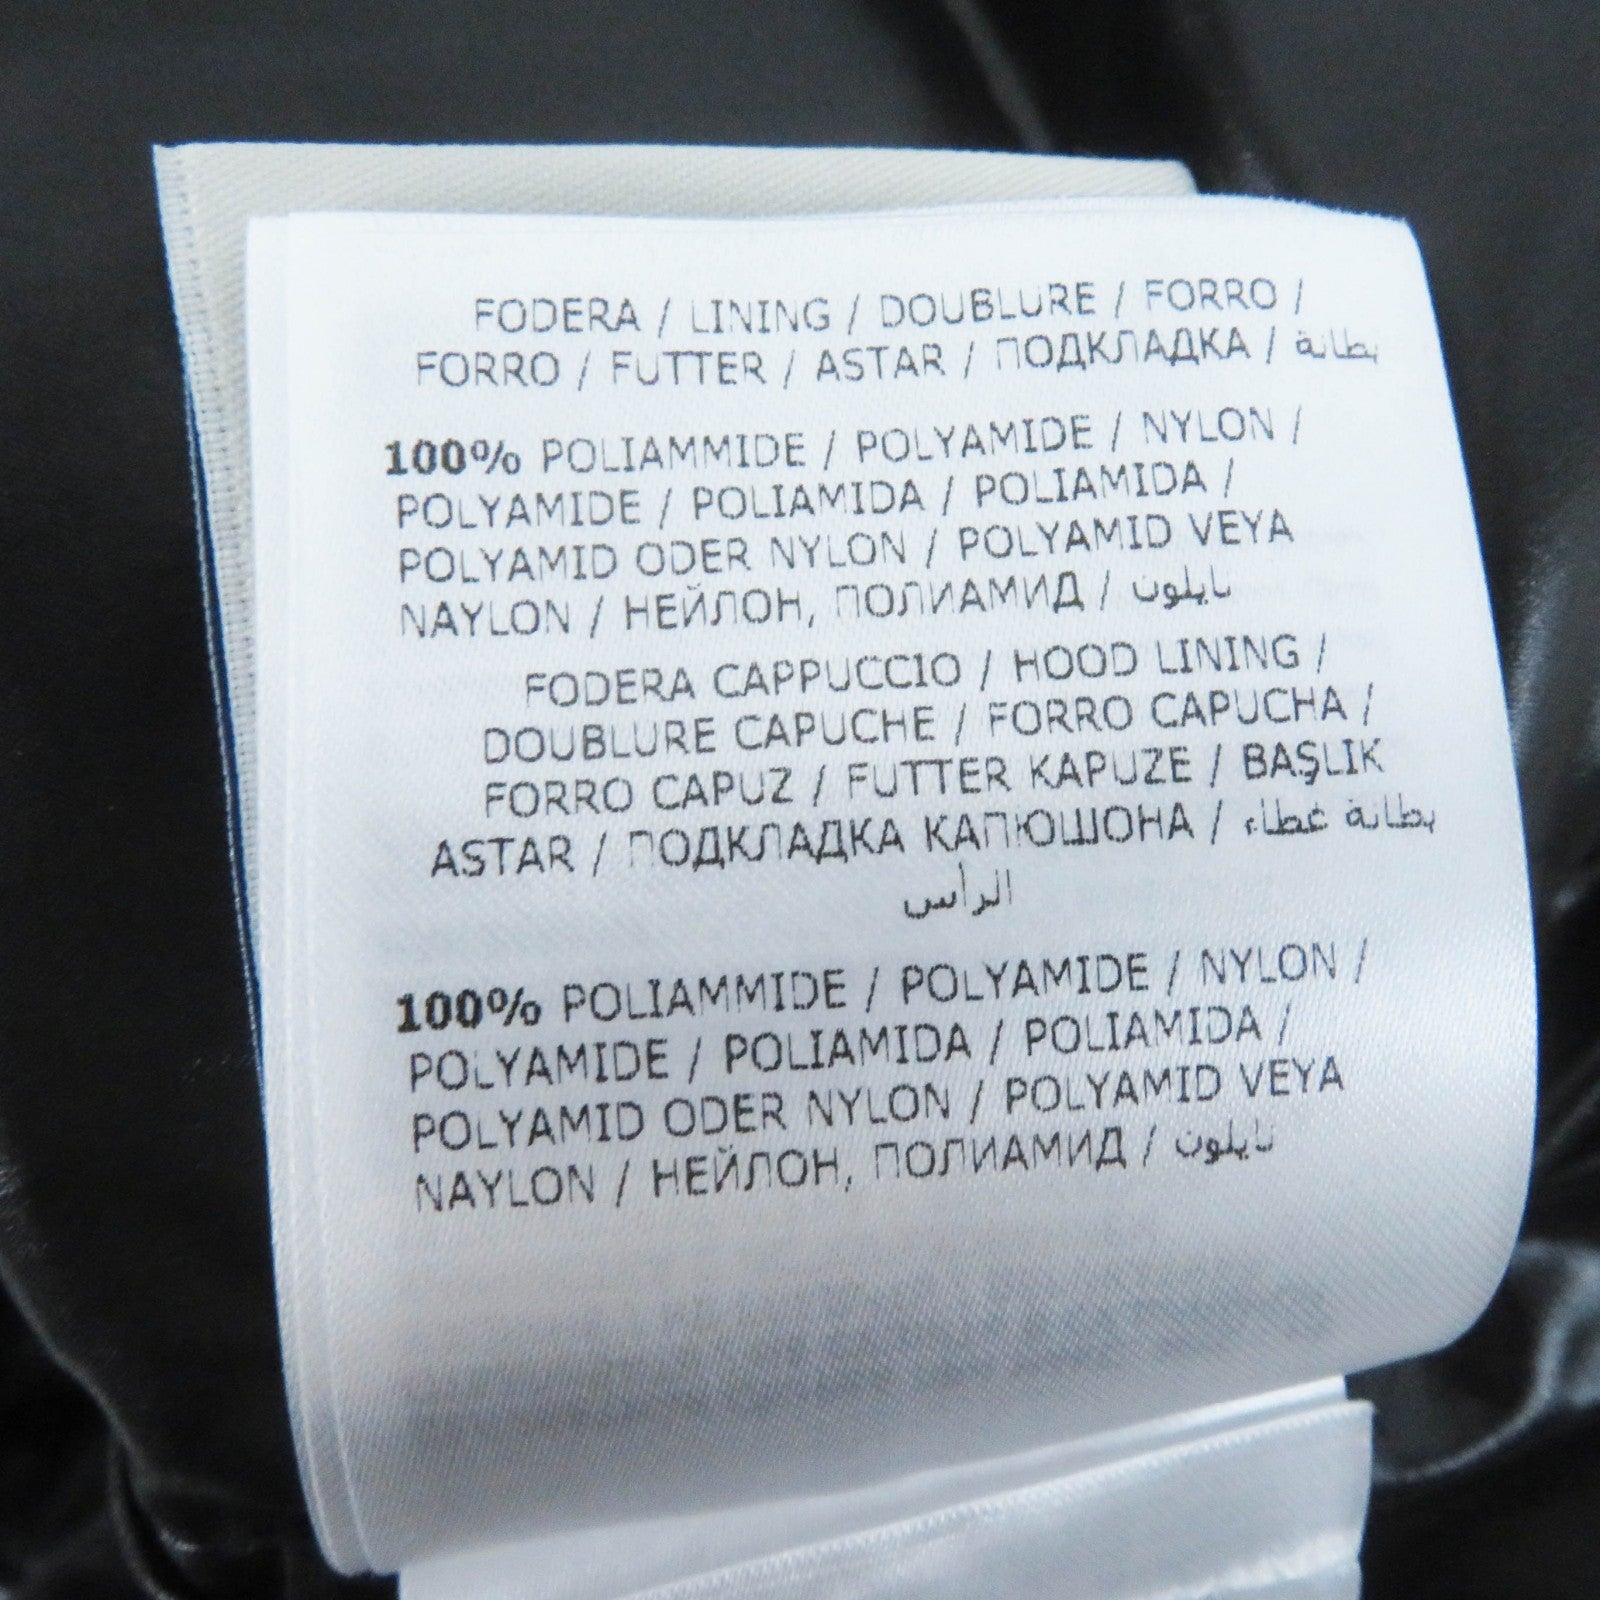 FODERA / LINING / DOUBLURE / FORRO /
FORRO / FUTTER / ASTAR / ПОДКЛАДКА / بطانة
100% POLIAMMIDE / POLYAMIDE / NYLON /
POLYAMIDE / POLIAMIDA / POLIAMIDA /
POLYAMID ODER NYLON / POLYAMID VEYA
NAYLON / НЕЙЛОН, ПОЛИАМИД / نايلون
FODERA CAPPUCCIO / HOOD LINING /
DOUBLURE CAPUCHE / FORRO CAPUCHA /
FORRO CAPUZ / FUTTER KAPUZE / BAŞLIK
ASTAR / ПОДКЛАДКА КАПЮШОНА / بطانة غطاء
الرأس
100% POLIAMMIDE / POLYAMIDE / NYLON /
POLYAMIDE / POLIAMIDA / POLIAMIDA /
POLYAMID ODER NYLON / POLYAMID VEYA
NAYLON / НЕЙЛОН, ПОЛИАМИД / نايلون